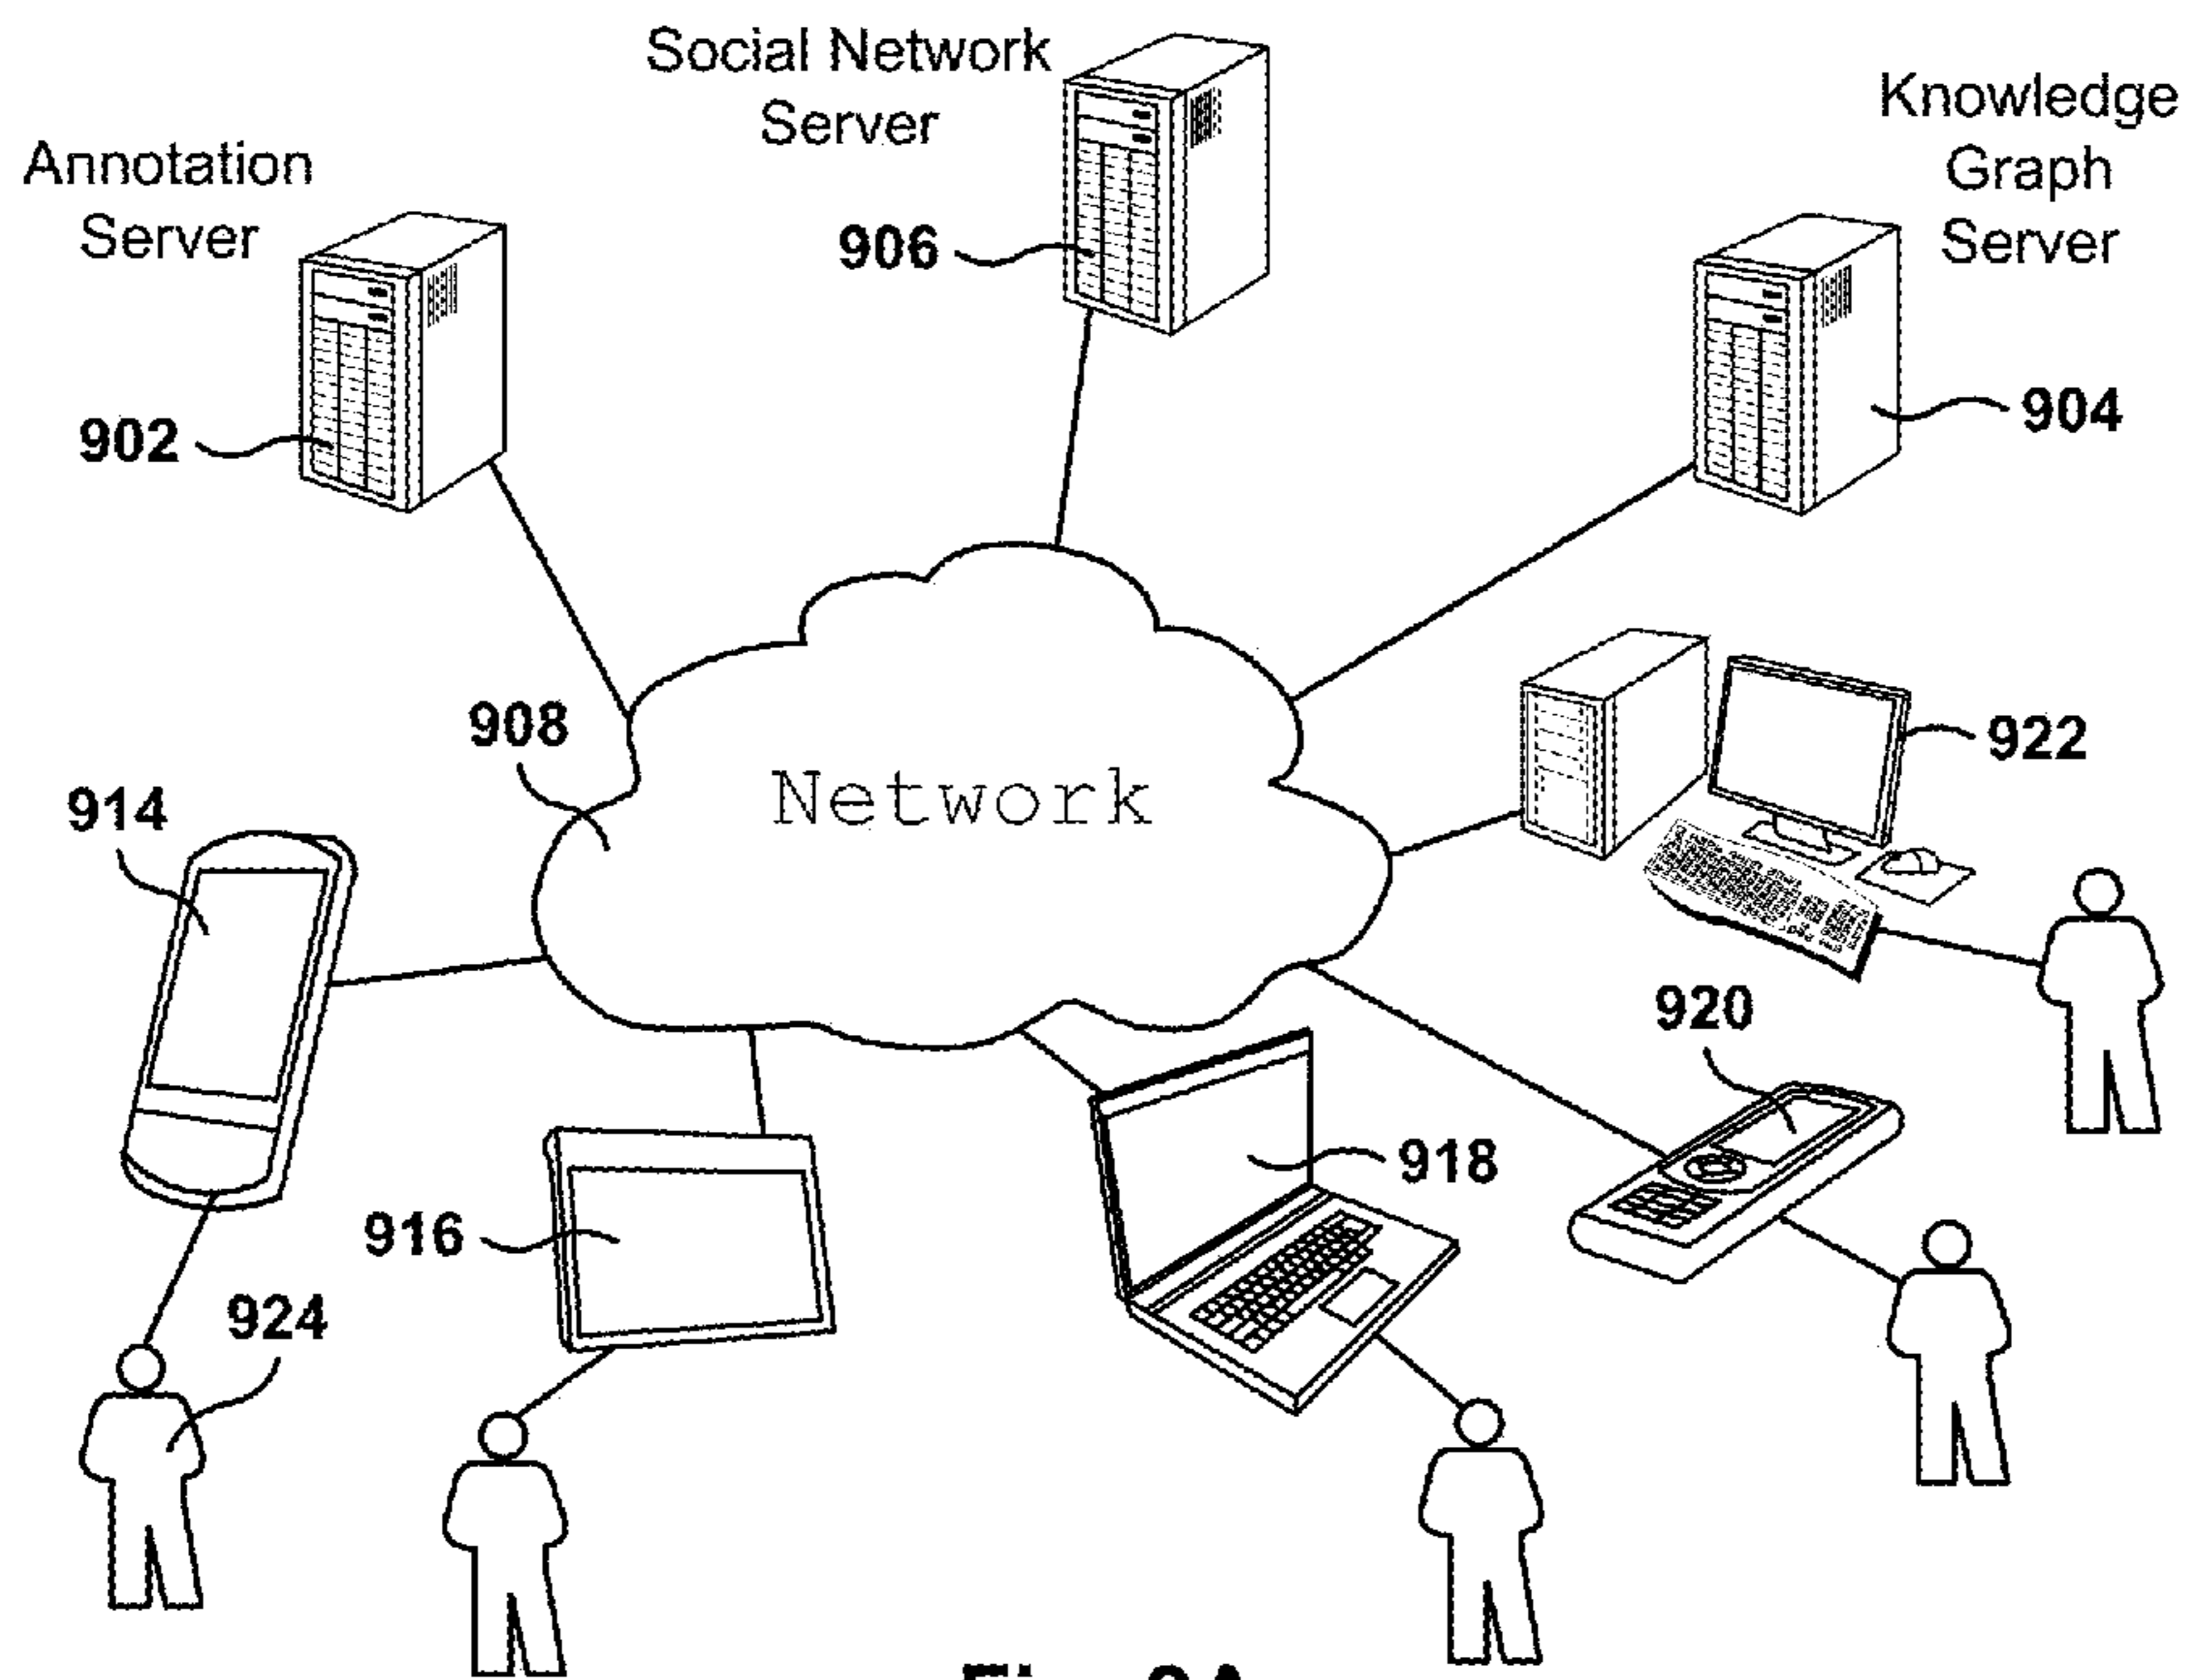 Social Network
Server
Knowledge
Graph
Server
Annotation
Server
906
904
902
908
Network
922
914
920
918
916
924